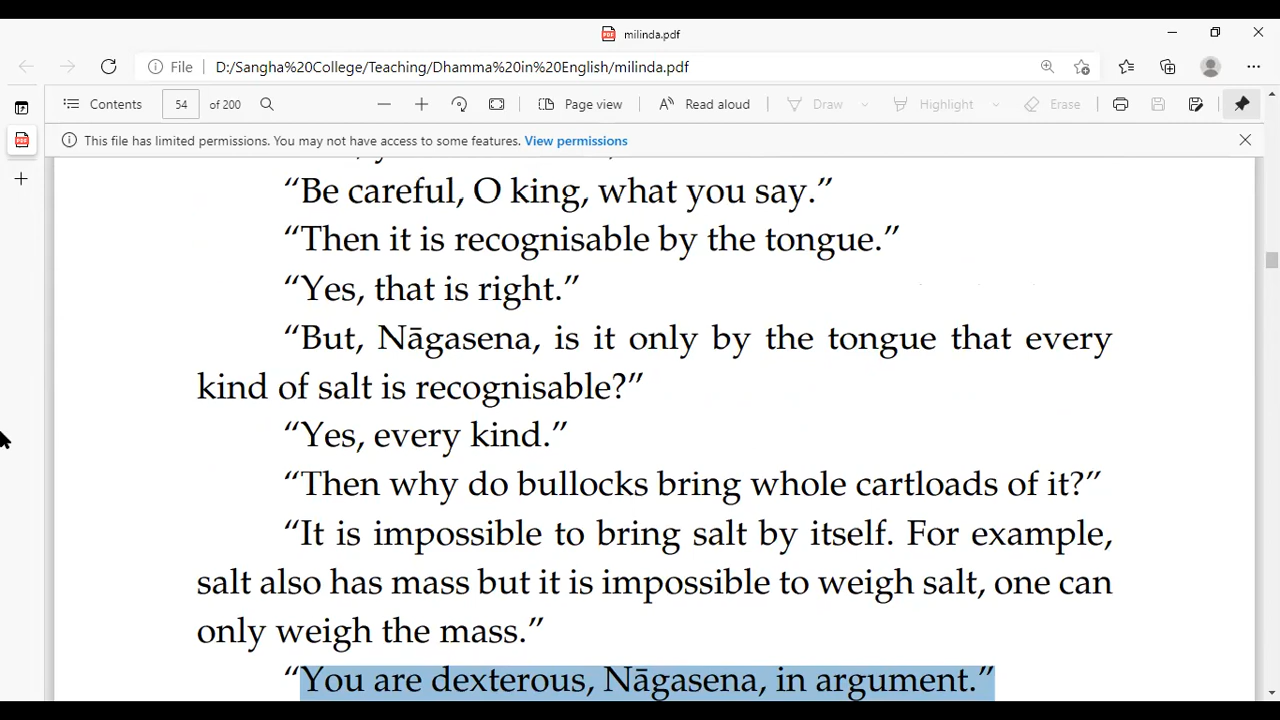 milinda.pdf
File D:/Sangha%20College/Teaching/Dhamma%20in%20English/milinda.pdf
Contents 54 of 200 Page view Read aloud Draw Highlight Erase
This file has limited permissions. You may not have access to some features. View permissions
“Be careful, O king, what you say.”
“Then it is recognisable by the tongue.”
“Yes, that is right.”
“But, Nāgasena, is it only by the tongue that every
kind of salt is recognisable?”
“Yes, every kind.”
“Then why do bullocks bring whole cartloads of it?”
“It is impossible to bring salt by itself. For example,
salt also has mass but it is impossible to weigh salt, one can
only weigh the mass.”
“You are dexterous, Nāgasena, in argument.”